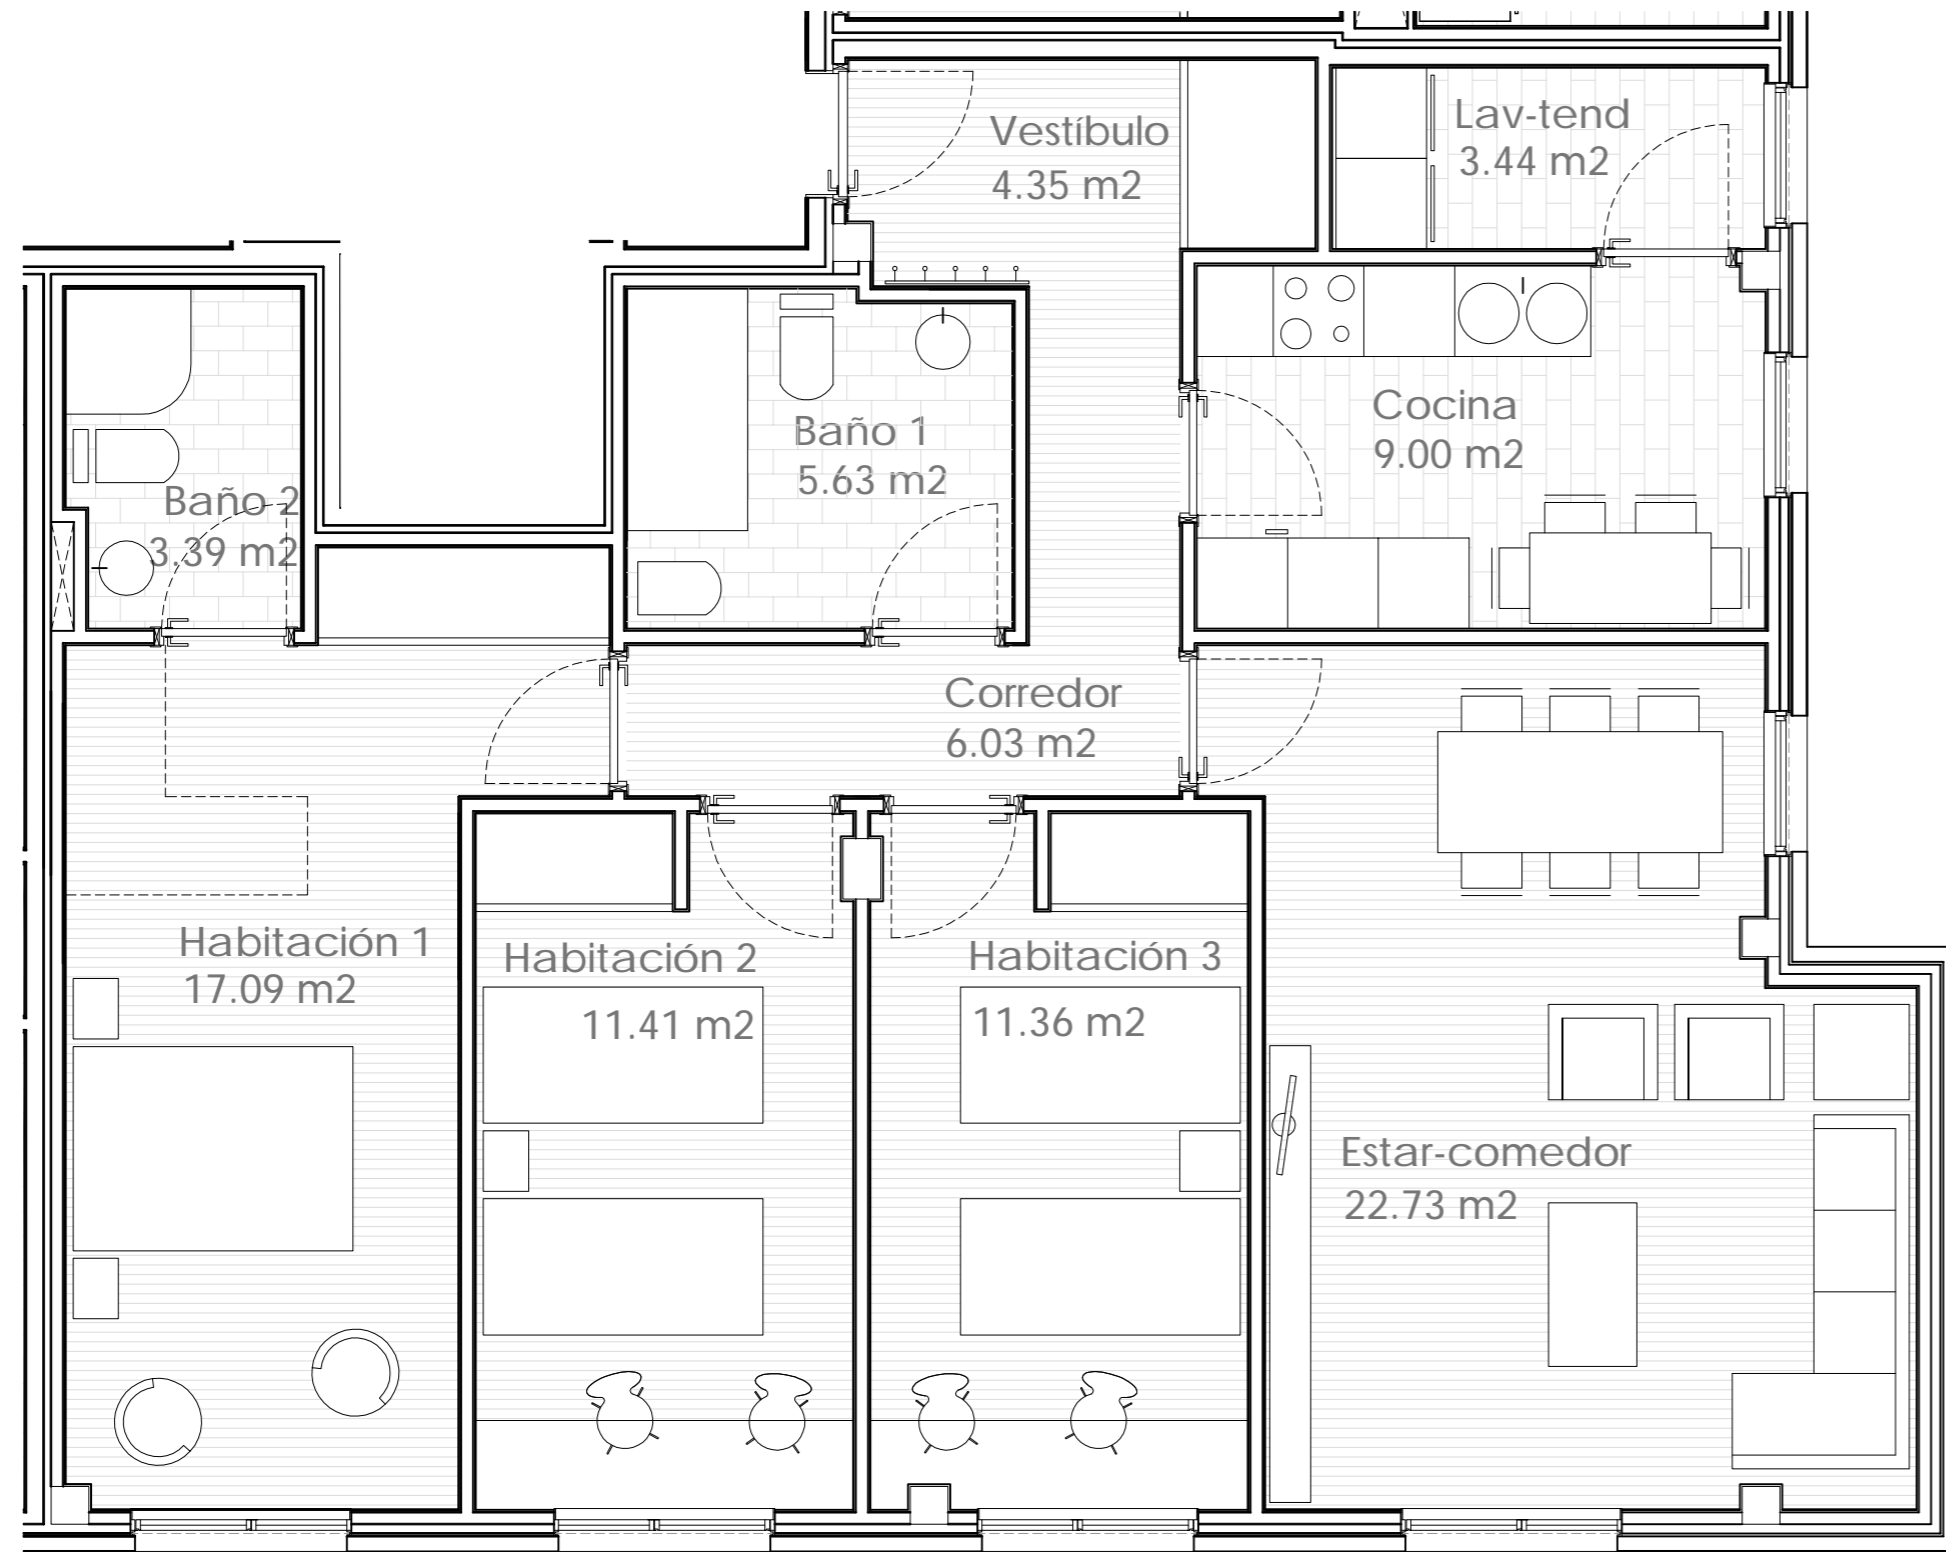 Vestíbulo
4.35 m2
Lav-tend
3.44 m2
Cocina
9.00 m2
Baño 1
5.63 m2
Baño 2
3.39 m2
Corredor
6.03 m2
Habitación 1
17.09 m2
Habitación 2
11.41 m2
Habitación 3
11.36 m2
Estar-comedor
22.73 m2